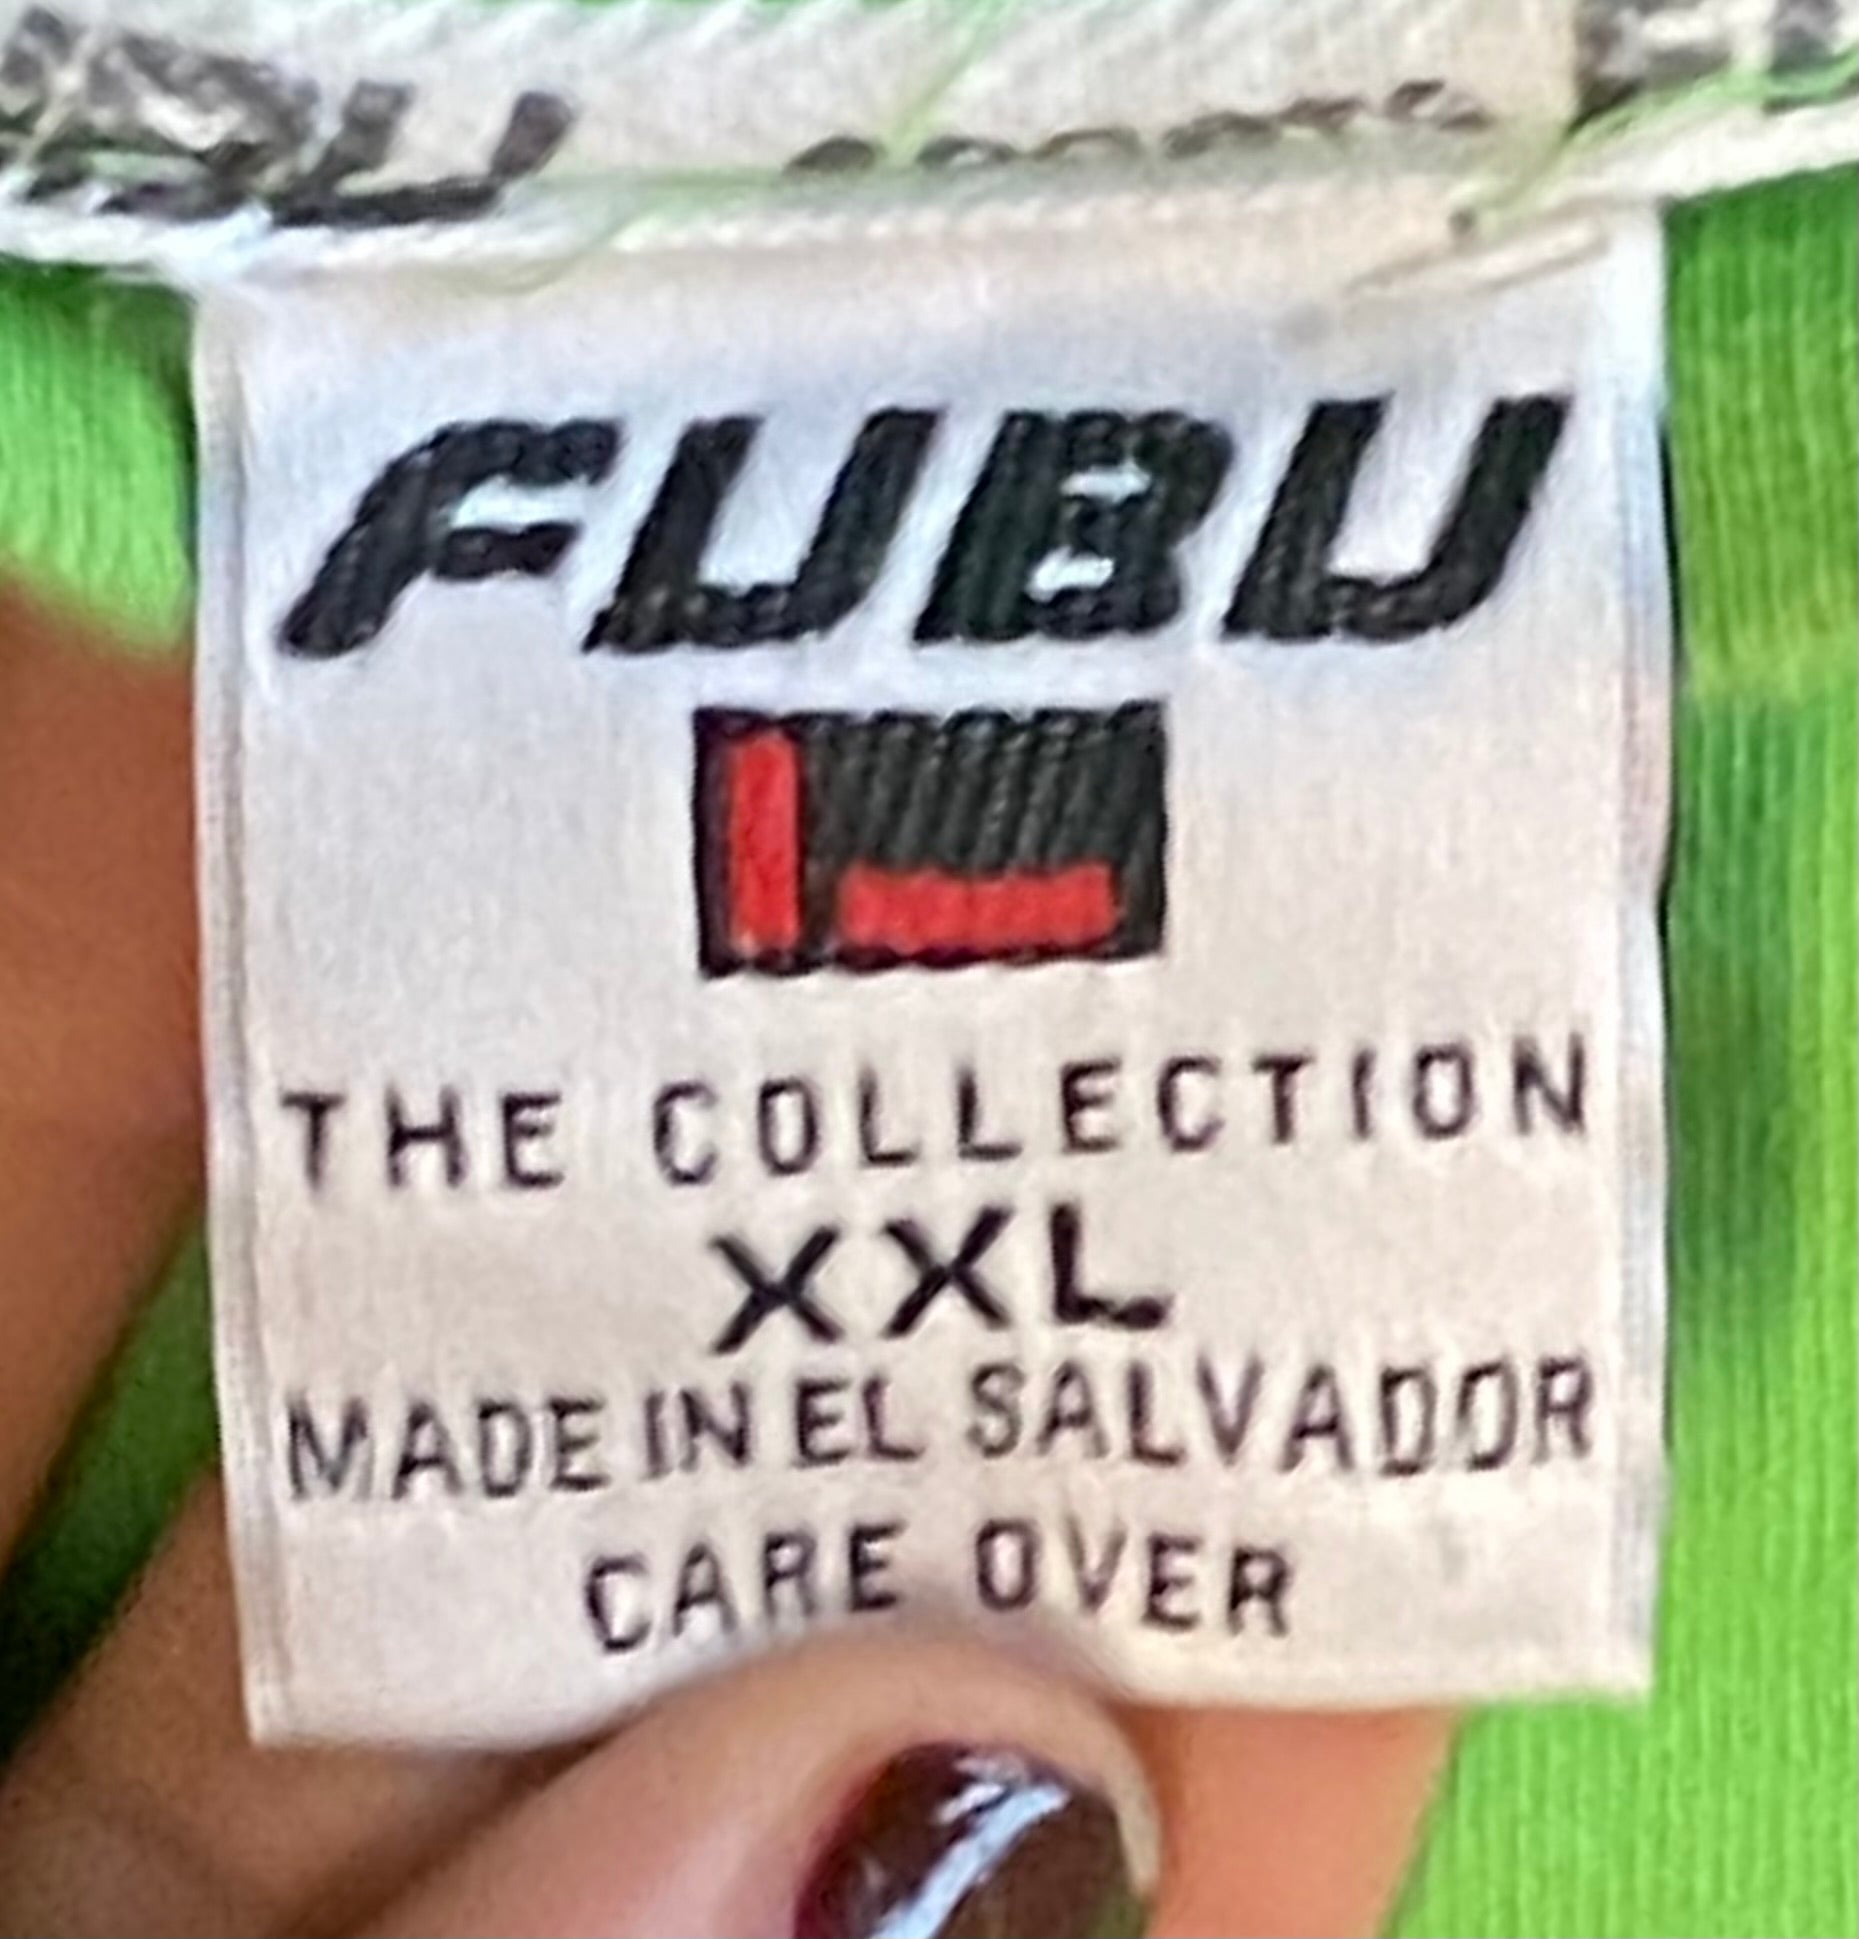 FUBU
THE COLLECTION
XXL
MADE IN EL SALVADOR
CARE OVER